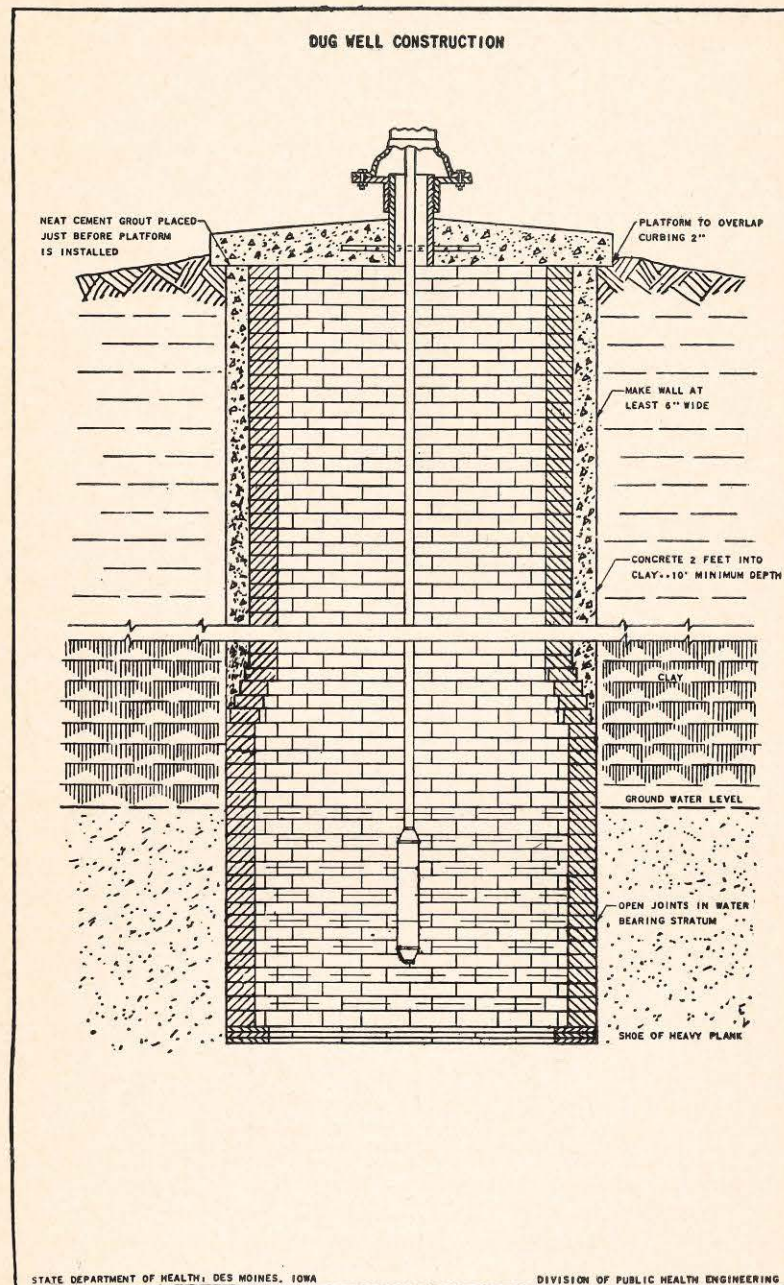 DUG WELL CONSTRUCTION
NEAT CEMENT GROUT PLACED
JUST BEFORE PLATFORM
IS INSTALLED
PLATFORM TO OVERLAP
CURBING 2"
MAKE WALL AT
LEAST 6" WIDE
CONCRETE 2 FEET INTO
CLAY--10' MINIMUM DEPTH
CLAY
GROUND WATER LEVEL
OPEN JOINTS IN WATER
BEARING STRATUM
SHOE OF HEAVY PLANK
STATE DEPARTMENT OF HEALTH; DES MOINES, IOWA
DIVISION OF PUBLIC HEALTH ENGINEERING